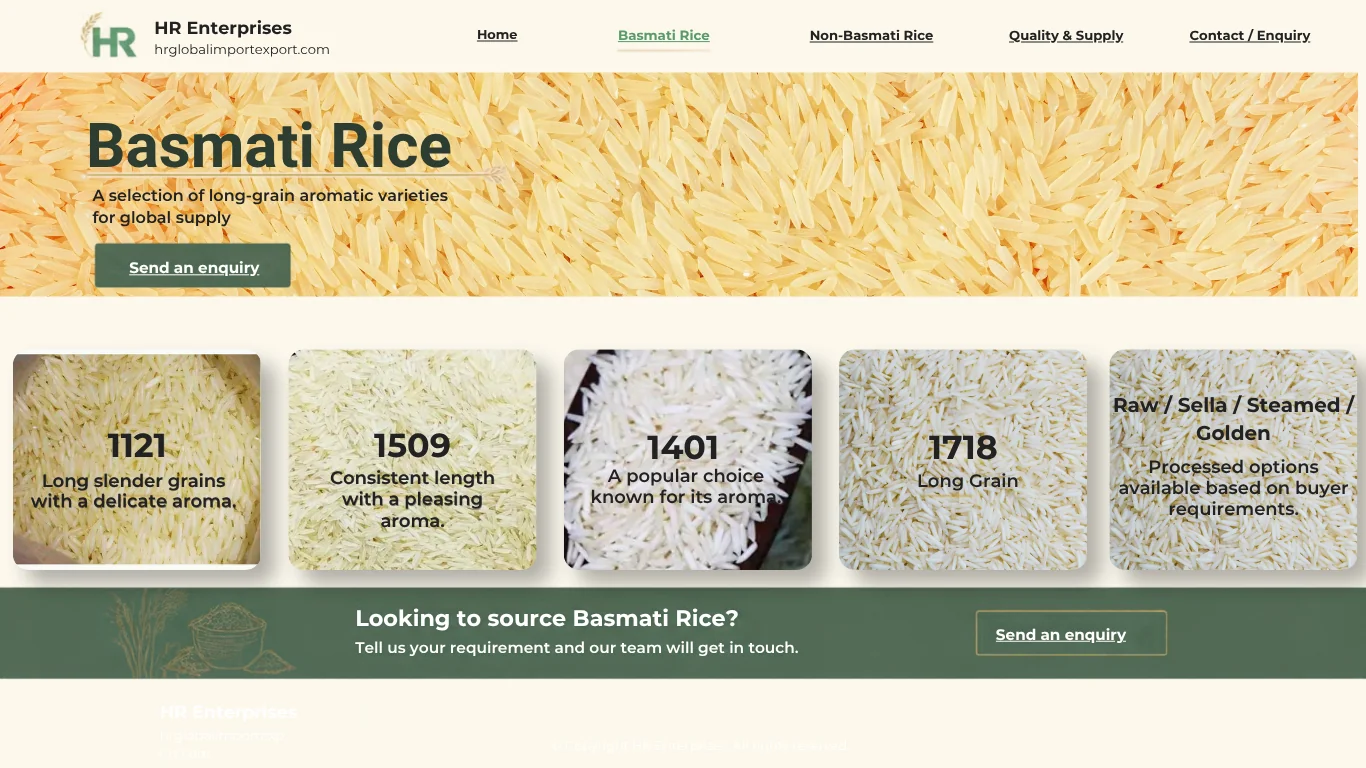 HR
HR Enterprises
hrglobalimportexport.com
Home
Basmati Rice
Non-Basmati Rice
Quality & Supply
Contact / Enquiry
Basmati Rice
A selection of long-grain aromatic varieties
for global supply
Send an enquiry
1121
Long slender grains
with a delicate aroma.
1509
Consistent length
with a pleasing
aroma.
1401
A popular choice
known for its aroma.
1718
Long Grain
Raw / Sella / Steamed /
Golden
Processed options
available based on buyer
requirements.
Looking to source Basmati Rice?
Tell us your requirement and our team will get in touch.
Send an enquiry
HR Enterprises